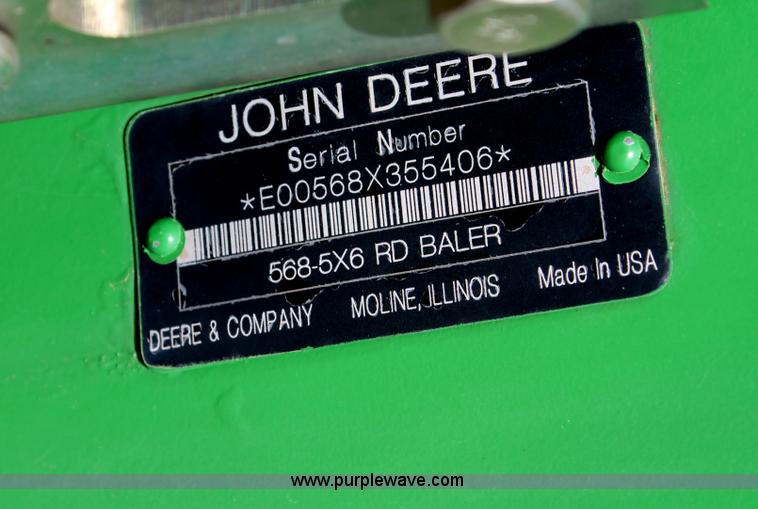 JOHN DEERE
Serial Number
*E00568X355406*
568-5X6 RD BALER
DEERE & COMPANY MOLINE, ILLINOIS Made In USA
www.purplewave.com